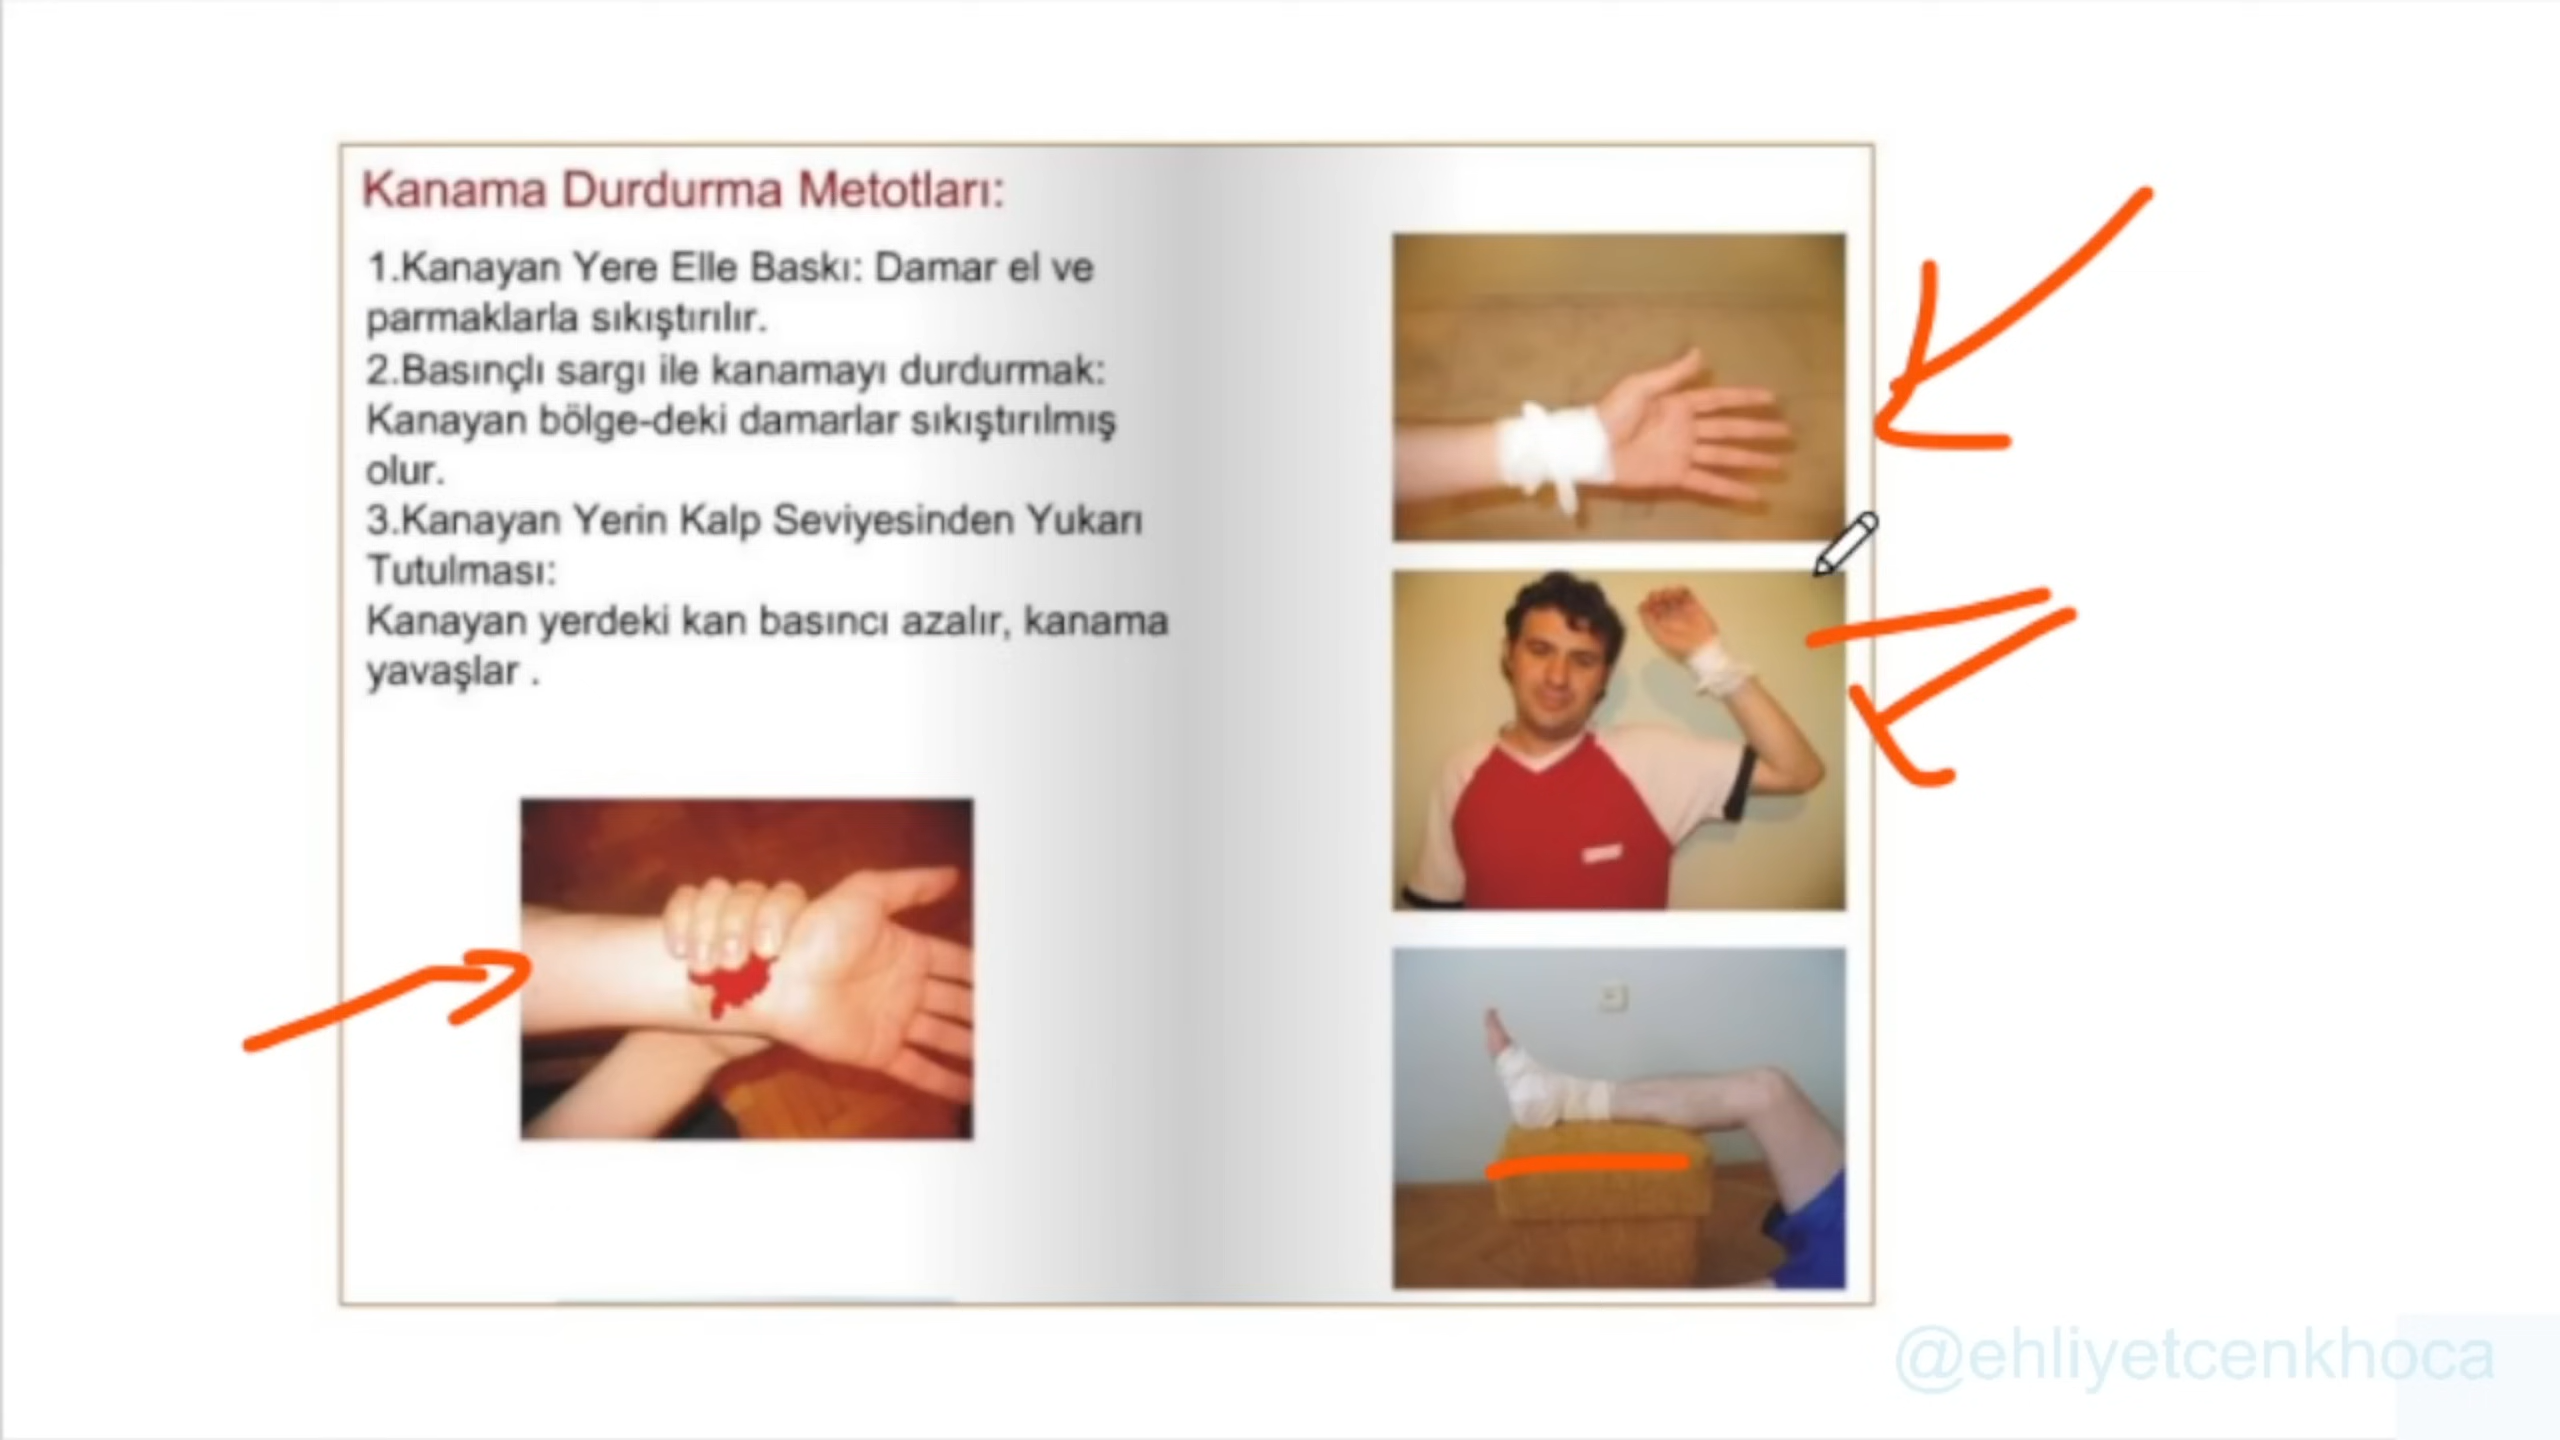 Kanama Durdurma Metotları:
1.Kanayan Yere Elle Baskı: Damar el ve
parmaklarla sıkıştırılır.
2.Basınçlı sargı ile kanamayı durdurmak:
Kanayan bölge-deki damarlar sıkıştırılmış
olur.
3.Kanayan Yerin Kalp Seviyesinden Yukarı
Tutulması:
Kanayan yerdeki kan basıncı azalır, kanama
yavaşlar .
@ehliyetcenkhoca